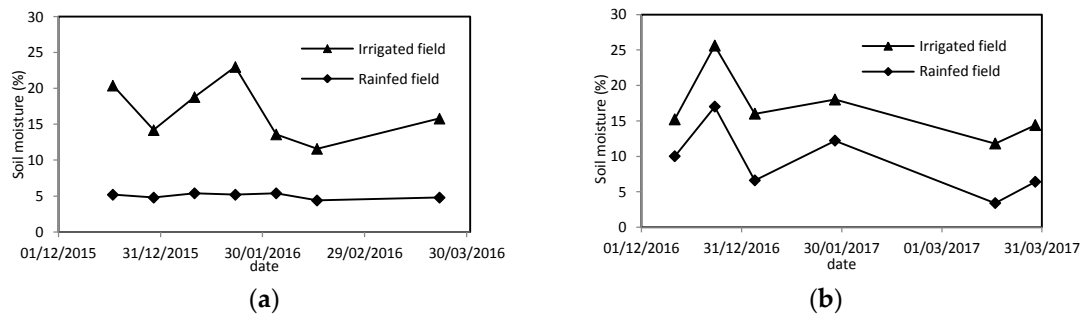 30
25
20
15
10
5
0
Soil moisture (%)
Irrigated field
Rainfed field
01/12/2015 31/12/2015 30/01/2016 29/02/2016 30/03/2016
date
(a)
30
25
20
15
10
5
0
Soil moisture (%)
Irrigated field
Rainfed field
01/12/2016 31/12/2016 30/01/2017 01/03/2017 31/03/2017
date
(b)